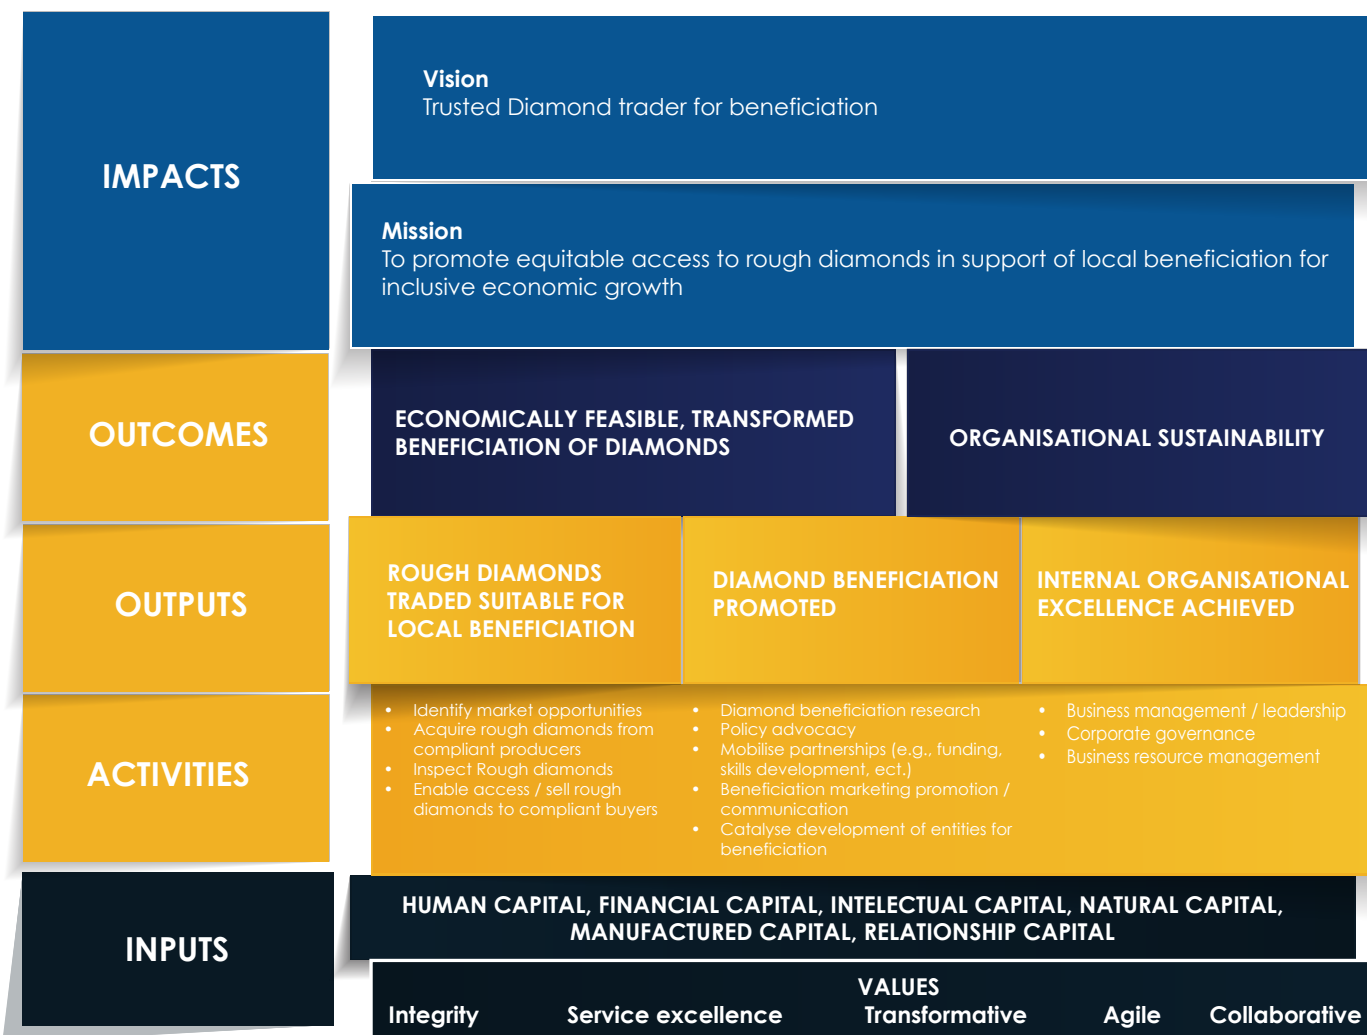 IMPACTS
Vision
Trusted Diamond trader for beneficiation
Mission
To promote equitable access to rough diamonds in support of local beneficiation for
inclusive economic growth
OUTCOMES
ECONOMICALLY FEASIBLE, TRANSFORMED
BENEFICIATION OF DIAMONDS
ORGANISATIONAL SUSTAINABILITY
OUTPUTS
ROUGH DIAMONDS
TRADED SUITABLE FOR
LOCAL BENEFICIATION
DIAMOND BENEFICIATION
PROMOTED
INTERNAL ORGANISATIONAL
EXCELLENCE ACHIEVED
ACTIVITIES
• Identify market opportunities
• Acquire rough diamonds from
compliant producers
• Inspect Rough diamonds
• Enable access / sell rough
diamonds to compliant buyers
• Diamond beneficiation research
• Policy advocacy
• Mobilise partnerships (e.g., funding,
skills development, ect.)
• Beneficiation marketing promotion /
communication
• Catalyse development of entities for
beneficiation
• Business management / leadership
• Corporate governance
• Business resource management
INPUTS
HUMAN CAPITAL, FINANCIAL CAPITAL, INTELECTUAL CAPITAL, NATURAL CAPITAL,
MANUFACTURED CAPITAL, RELATIONSHIP CAPITAL
VALUES
Integrity Service excellence Transformative Agile Collaborative